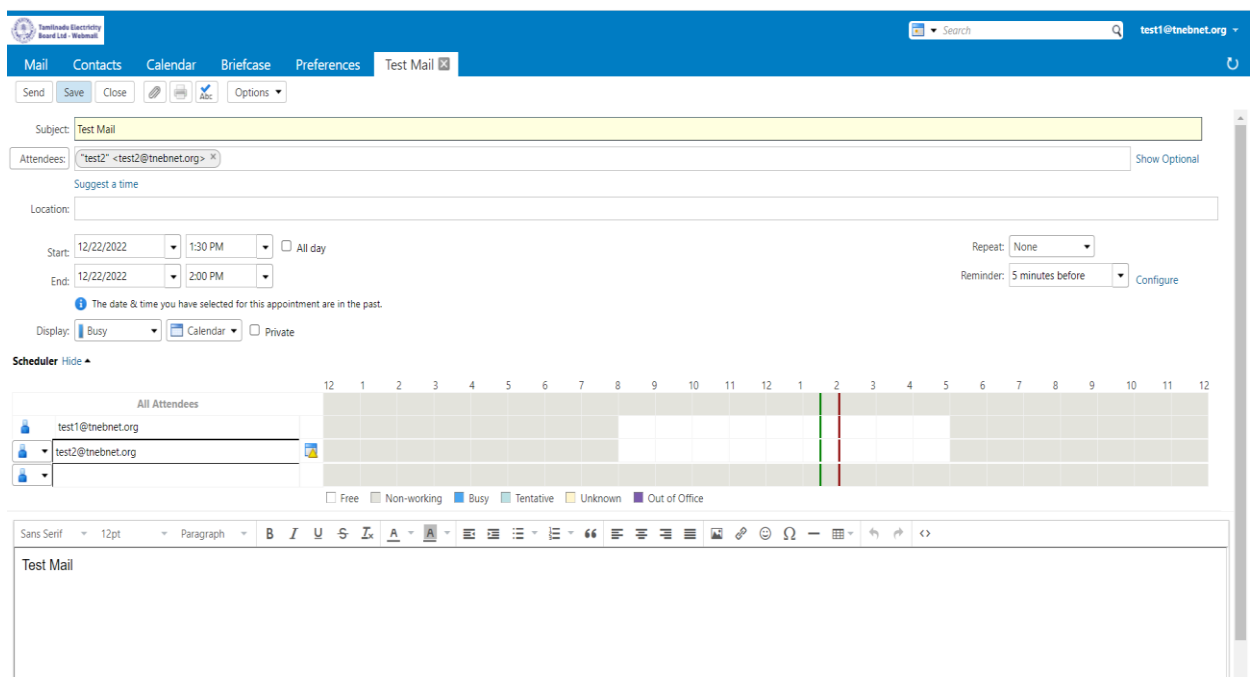 Tamilnadu Electricity
Board Ltd - Webmail
Search
test1@tnebnet.org
Mail Contacts Calendar Briefcase Preferences Test Mail
Send Save Close Abc Options
Subject: Test Mail
Attendees: "test2" <test2@tnebnet.org> × Show Optional
Suggest a time
Location:
Start: 12/22/2022 1:30 PM All day Repeat: None
End: 12/22/2022 2:00 PM Reminder: 5 minutes before Configure
The date & time you have selected for this appointment are in the past.
Display: Busy Calendar Private
Scheduler Hide
12 1 2 3 4 5 6 7 8 9 10 11 12 1 2 3 4 5 6 7 8 9 10 11 12
All Attendees
test1@tnebnet.org
test2@tnebnet.org
Free Non-working Busy Tentative Unknown Out of Office
Sans Serif 12pt Paragraph B I U S Ix A A “ Ω <>
Test Mail